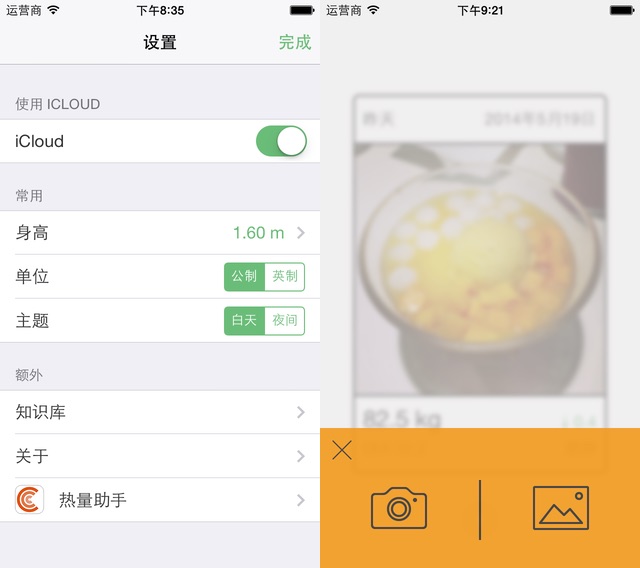 运营商 下午8:35
设置 完成
使用 ICLOUD
iCloud
常用
身高 1.60 m
单位 公制 英制
主题 白天 夜间
额外
知识库
关于
热量助手
运营商 下午9:21
昨天 2014年5月19日
82.5 kg